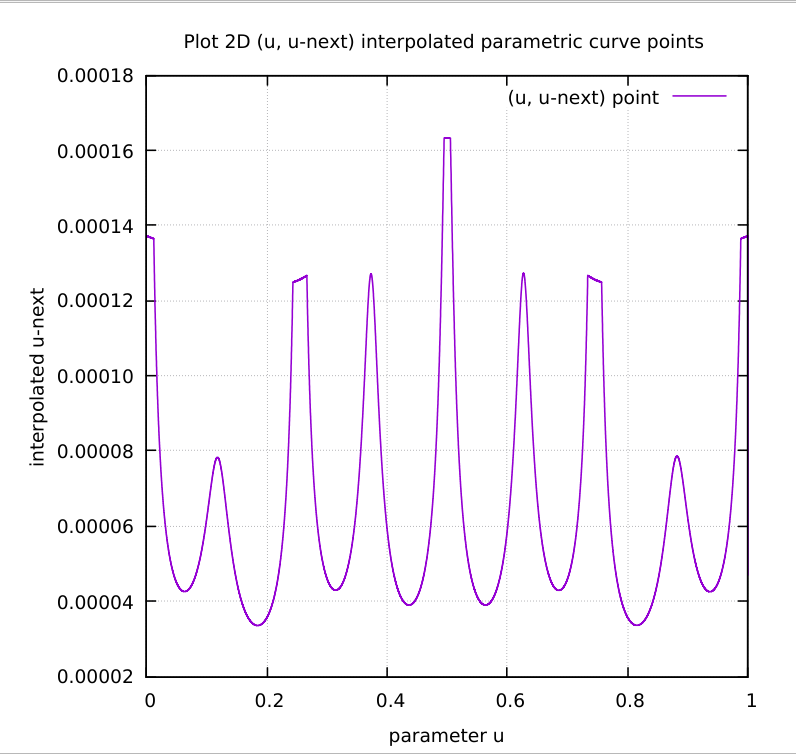 Plot 2D (u, u-next) interpolated parametric curve points
(u, u-next) point
interpolated u-next
0.00018
0.00016
0.00014
0.00012
0.00010
0.00008
0.00006
0.00004
0.00002
0 0.2 0.4 0.6 0.8 1
parameter u